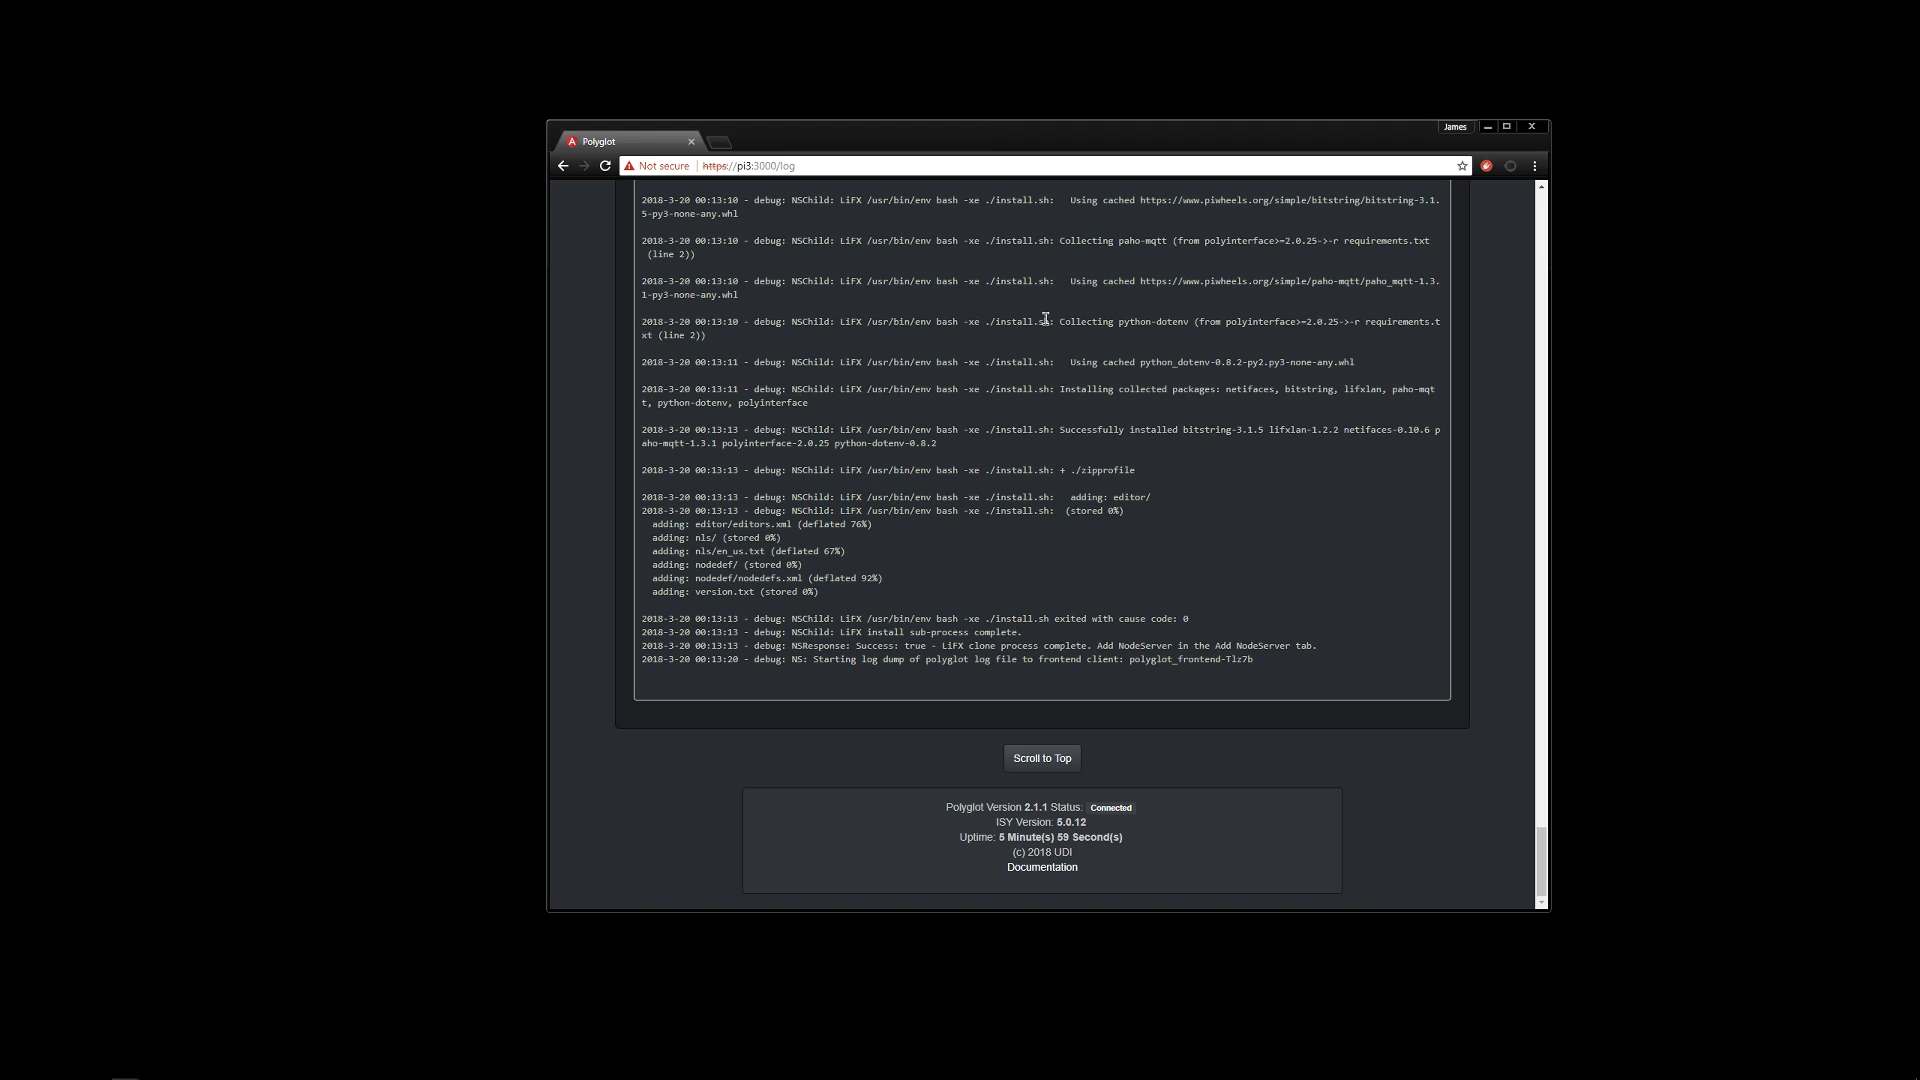 James
Polyglot
Not secure | https://pi3:3000/log
2018-3-20 00:13:10 - debug: NSChild: LiFX /usr/bin/env bash -xe ./install.sh:   Using cached https://www.piwheels.org/simple/bitstring/bitstring-3.1.
5-py3-none-any.whl
2018-3-20 00:13:10 - debug: NSChild: LiFX /usr/bin/env bash -xe ./install.sh: Collecting paho-mqtt (from polyinterface>=2.0.25->-r requirements.txt
(line 2))
2018-3-20 00:13:10 - debug: NSChild: LiFX /usr/bin/env bash -xe ./install.sh:   Using cached https://www.piwheels.org/simple/paho-mqtt/paho_mqtt-1.3.
1-py3-none-any.whl
2018-3-20 00:13:10 - debug: NSChild: LiFX /usr/bin/env bash -xe ./install.sh: Collecting python-dotenv (from polyinterface>=2.0.25->-r requirements.t
xt (line 2))
2018-3-20 00:13:11 - debug: NSChild: LiFX /usr/bin/env bash -xe ./install.sh:   Using cached python_dotenv-0.8.2-py2.py3-none-any.whl
2018-3-20 00:13:11 - debug: NSChild: LiFX /usr/bin/env bash -xe ./install.sh: Installing collected packages: netifaces, bitstring, lifxlan, paho-mqt
t, python-dotenv, polyinterface
2018-3-20 00:13:13 - debug: NSChild: LiFX /usr/bin/env bash -xe ./install.sh: Successfully installed bitstring-3.1.5 lifxlan-1.2.2 netifaces-0.10.6 p
aho-mqtt-1.3.1 polyinterface-2.0.25 python-dotenv-0.8.2
2018-3-20 00:13:13 - debug: NSChild: LiFX /usr/bin/env bash -xe ./install.sh: + ./zipprofile
2018-3-20 00:13:13 - debug: NSChild: LiFX /usr/bin/env bash -xe ./install.sh:   adding: editor/
2018-3-20 00:13:13 - debug: NSChild: LiFX /usr/bin/env bash -xe ./install.sh:  (stored 0%)
adding: editor/editors.xml (deflated 76%)
adding: nls/ (stored 0%)
adding: nls/en_us.txt (deflated 67%)
adding: nodedef/ (stored 0%)
adding: nodedef/nodedefs.xml (deflated 92%)
adding: version.txt (stored 0%)
2018-3-20 00:13:13 - debug: NSChild: LiFX /usr/bin/env bash -xe ./install.sh exited with cause code: 0
2018-3-20 00:13:13 - debug: NSChild: LiFX install sub-process complete.
2018-3-20 00:13:13 - debug: NSResponse: Success: true - LiFX clone process complete. Add NodeServer in the Add NodeServer tab.
2018-3-20 00:13:20 - debug: NS: Starting log dump of polyglot log file to frontend client: polyglot_frontend-Tlz7b
Scroll to Top
Polyglot Version 2.1.1 Status: Connected
ISY Version: 5.0.12
Uptime: 5 Minute(s) 59 Second(s)
(c) 2018 UDI
Documentation